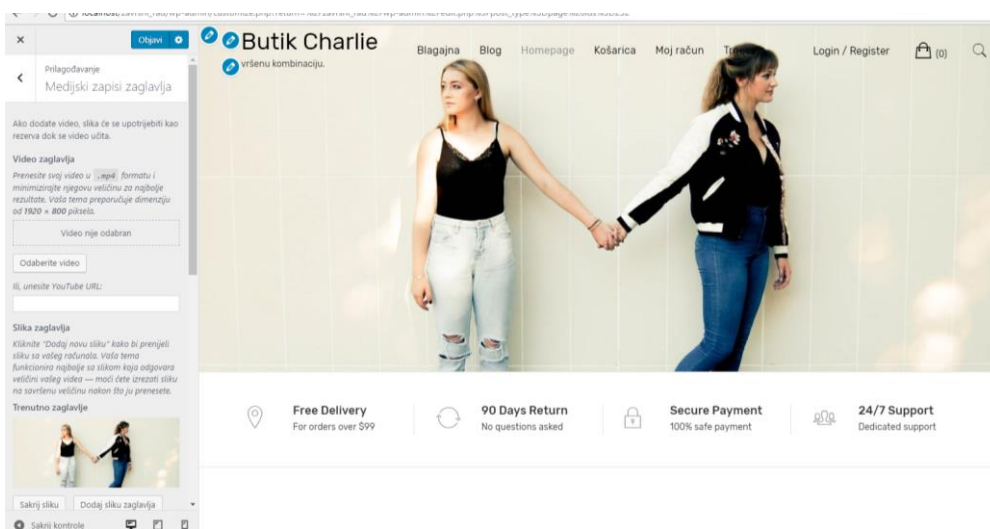 Objavi
Prilagođavanje
Medijski zapisi zaglavlja
Ako dodate video, slika će se upotrijebiti kao
rezerva dok se video učita.
Video zaglavlja
Prenesite svoj video u .mp4 formatu i
minimizirajte njegovu veličinu za najbolje
rezultate. Vaša tema preporučuje dimenziju
od 1920 × 800 piksela.
Video nije odabran
Odaberite video
Ili, unesite YouTube URL:
Slika zaglavlja
Kliknite "Dodaj novu sliku" kako bi prenijeli
sliku sa vašeg računala. Vaša tema
funkcionira najbolje sa slikom koja odgovara
veličini vašeg videa — moći ćete izrezati sliku
na savršenu veličinu nakon što ju prenesete.
Trenutno zaglavlje
Sakrij sliku
Dodaj sliku zaglavlja
Sakrij kontrole
Butik Charlie
vršenu kombinaciju.
Blagajna
Blog
Homepage
Košarica
Moj račun
Login / Register
(0)
Free Delivery
For orders over $99
90 Days Return
No questions asked
Secure Payment
100% safe payment
24/7 Support
Dedicated support